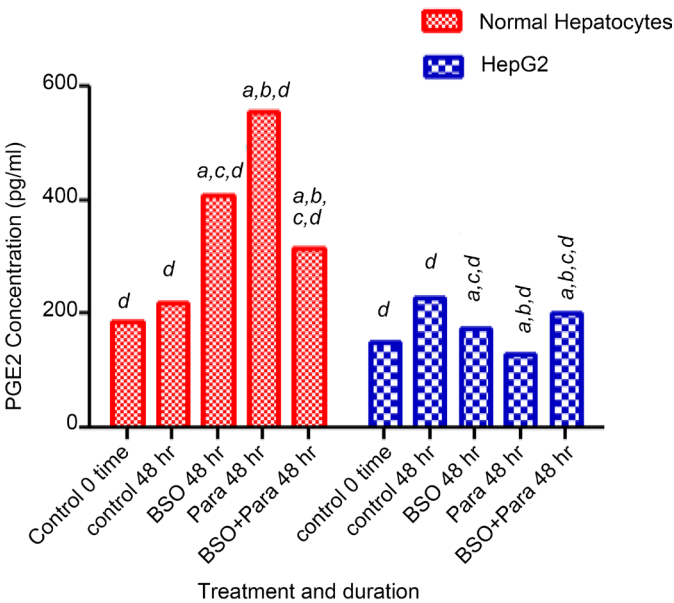 Normal Hepatocytes
HepG2
PGE2 Concentration (pg/ml)
600
400
200
0
d
d
a,c,d
a,b,d
a,b,
c,d
d
d
a,c,d
a,b,d
a,b,c,d
Control 0 time
control 48 hr
BSO 48 hr
Para 48 hr
BSO+Para 48 hr
control 0 time
control 48 hr
BSO 48 hr
Para 48 hr
BSO+Para 48 hr
Treatment and duration